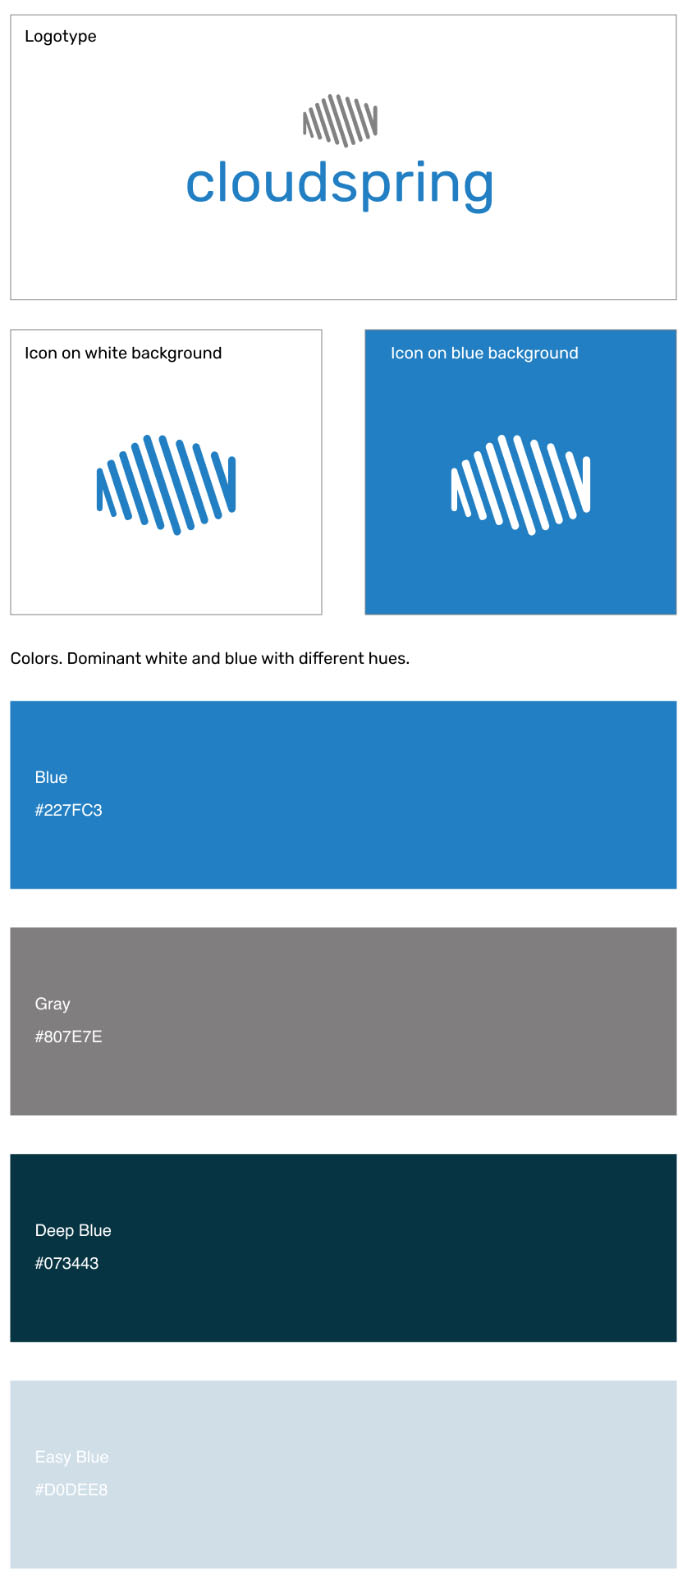 Logotype
cloudspring
Icon on white background
Icon on blue background
Colors. Dominant white and blue with different hues.
Blue
#227FC3
Gray
#807E7E
Deep Blue
#073443
Easy Blue
#D0DEE8